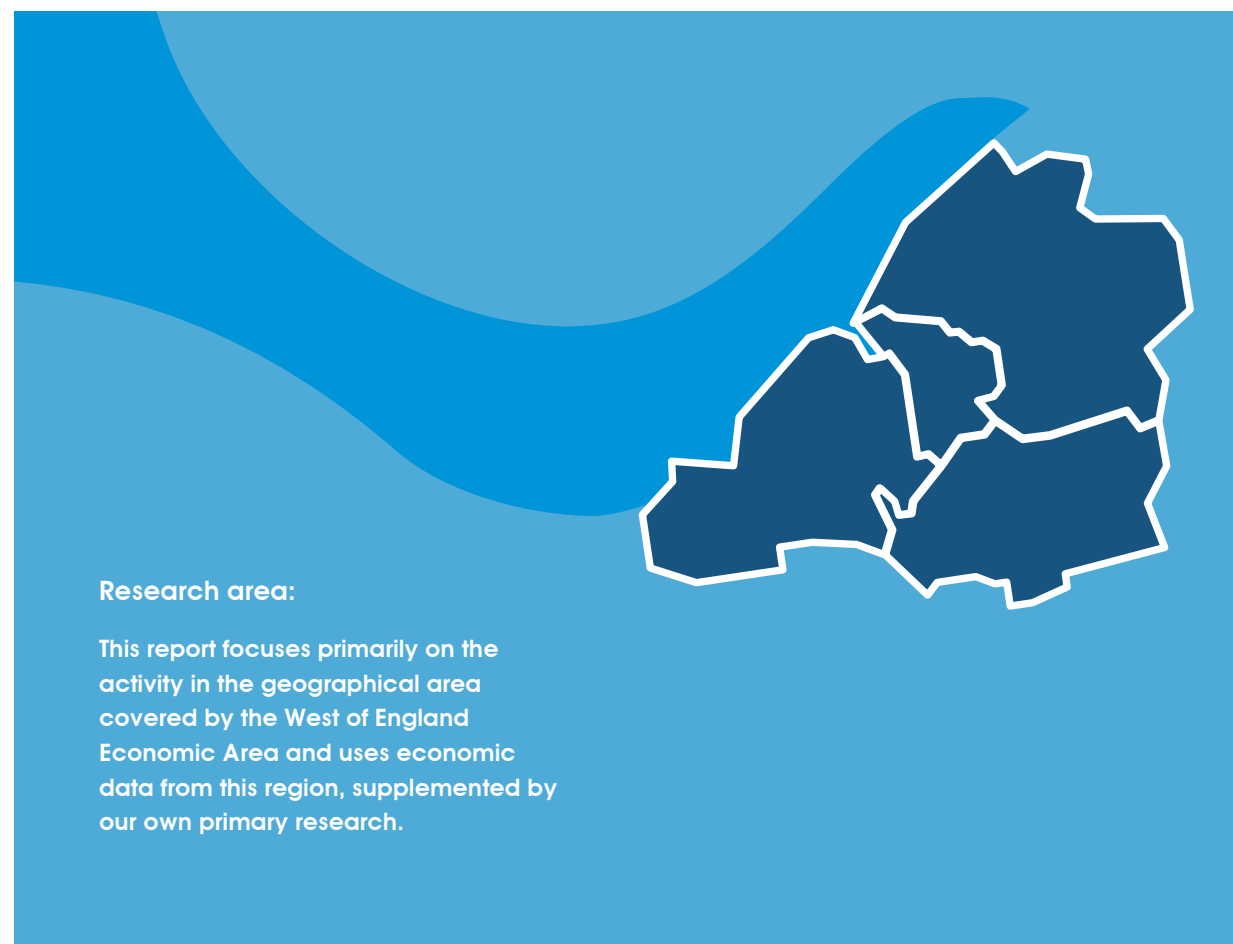 Research area:
This report focuses primarily on the
activity in the geographical area
covered by the West of England
Economic Area and uses economic
data from this region, supplemented by
our own primary research.